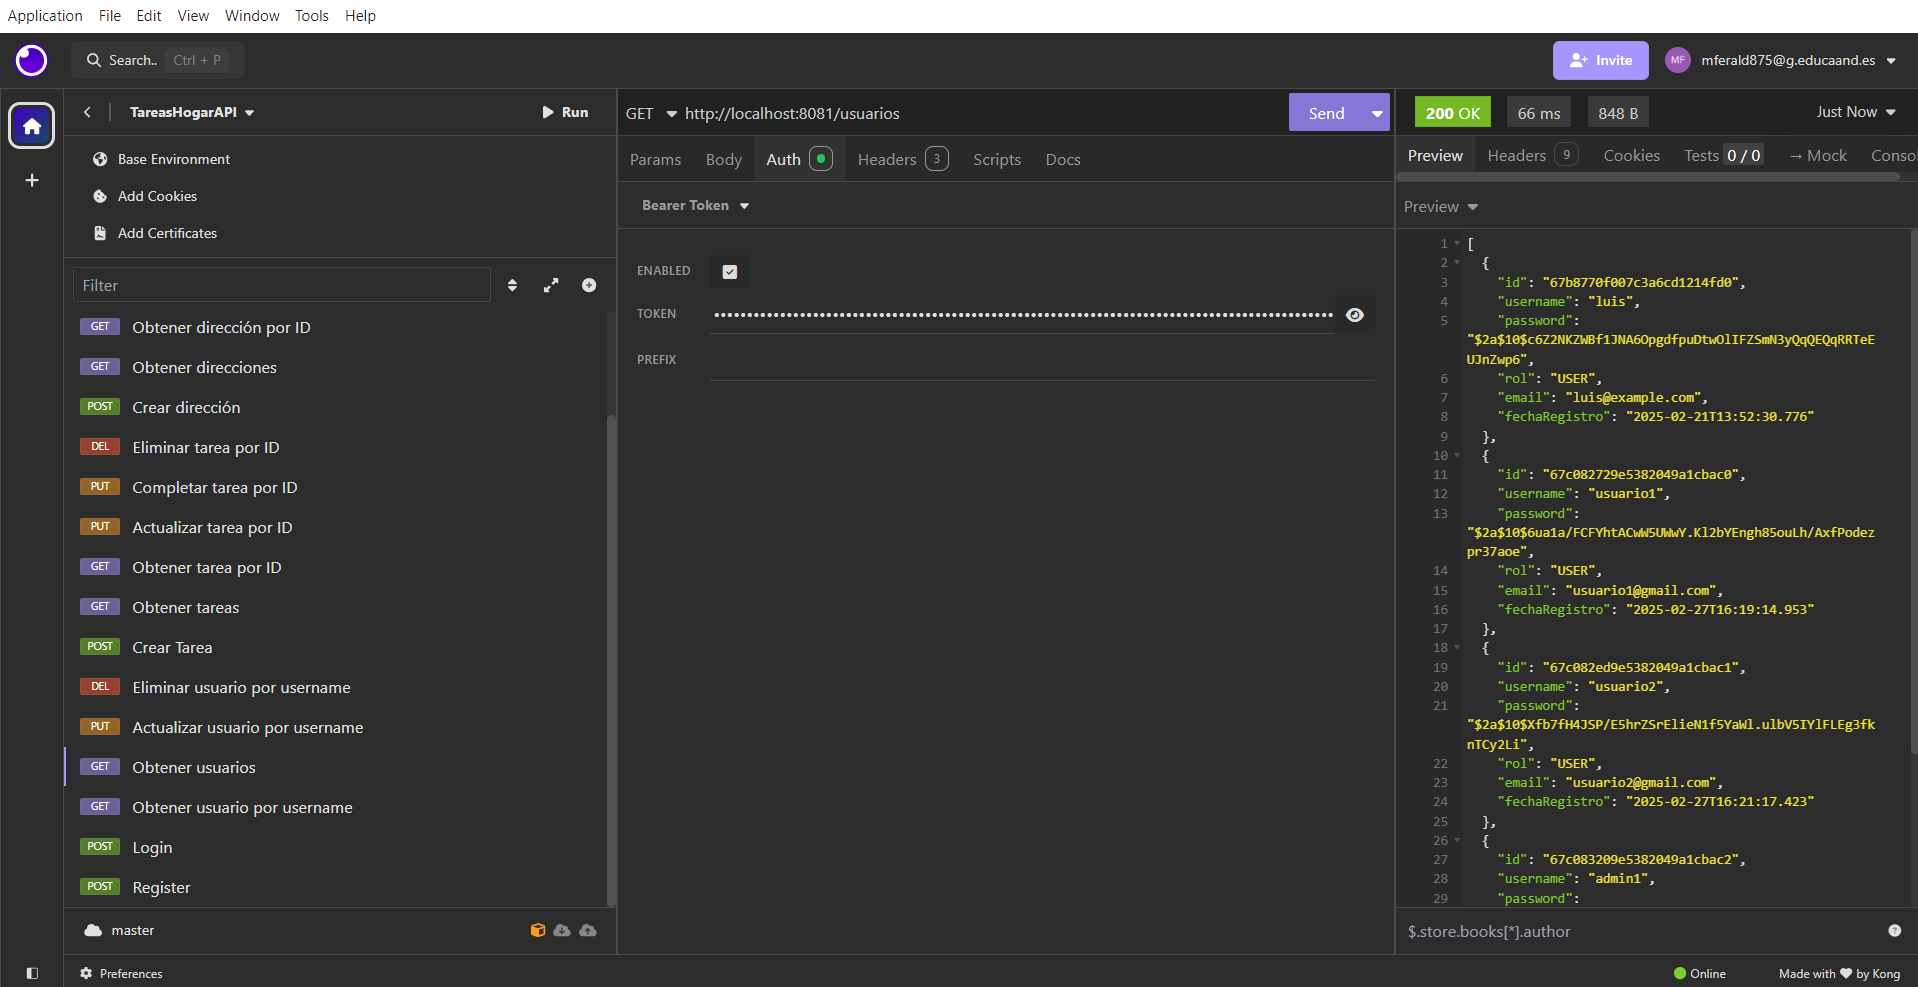 Application File Edit View Window Tools Help
Search.. Ctrl + P
Invite
MF mferald875@g.educaand.es
TareasHogarAPI
Run
Base Environment
Add Cookies
Add Certificates
Filter
GET Obtener dirección por ID
GET Obtener direcciones
POST Crear dirección
DEL Eliminar tarea por ID
PUT Completar tarea por ID
PUT Actualizar tarea por ID
GET Obtener tarea por ID
GET Obtener tareas
POST Crear Tarea
DEL Eliminar usuario por username
PUT Actualizar usuario por username
GET Obtener usuarios
GET Obtener usuario por username
POST Login
POST Register
master
Preferences
GET http://localhost:8081/usuarios
Send
Params Body Auth Headers 3 Scripts Docs
Bearer Token
ENABLED
TOKEN
PREFIX
200 OK 66 ms 848 B Just Now
Preview Headers 9 Cookies Tests 0 / 0 → Mock Conso
Preview
1 [
2 {
3 "id": "67b8770f007c3a6cd1214fd0",
4 "username": "luis",
5 "password":
"$2a$10$c6Z2NKZWBf1JNA6OpgdfpuDtwOlIFZSmN3yQqQEQqRRTeE
UJnZwp6",
6 "rol": "USER",
7 "email": "luis@example.com",
8 "fechaRegistro": "2025-02-21T13:52:30.776"
9 },
10 {
11 "id": "67c082729e5382049a1cbac0",
12 "username": "usuario1",
13 "password":
"$2a$10$6ua1a/FCFYhtACwW5UWwY.Kl2bYEngh85ouLh/AxfPodez
pr37aoe",
14 "rol": "USER",
15 "email": "usuario1@gmail.com",
16 "fechaRegistro": "2025-02-27T16:19:14.953"
17 },
18 {
19 "id": "67c082ed9e5382049a1cbac1",
20 "username": "usuario2",
21 "password":
"$2a$10$Xfb7fH4JSP/E5hrZSrElieN1f5YaWl.ulbV5IYlFLEg3fk
nTCy2Li",
22 "rol": "USER",
23 "email": "usuario2@gmail.com",
24 "fechaRegistro": "2025-02-27T16:21:17.423"
25 },
26 {
27 "id": "67c083209e5382049a1cbac2",
28 "username": "admin1",
29 "password":
$.store.books[*].author
Online
Made with ♥ by Kong